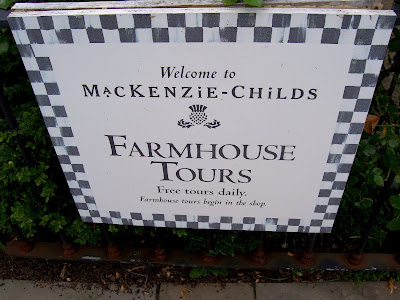 Welcome to
MACKENZIE-CHILDS
FARMHOUSE
TOURS
Free tours daily.
Farmhouse tours begin in the shop.